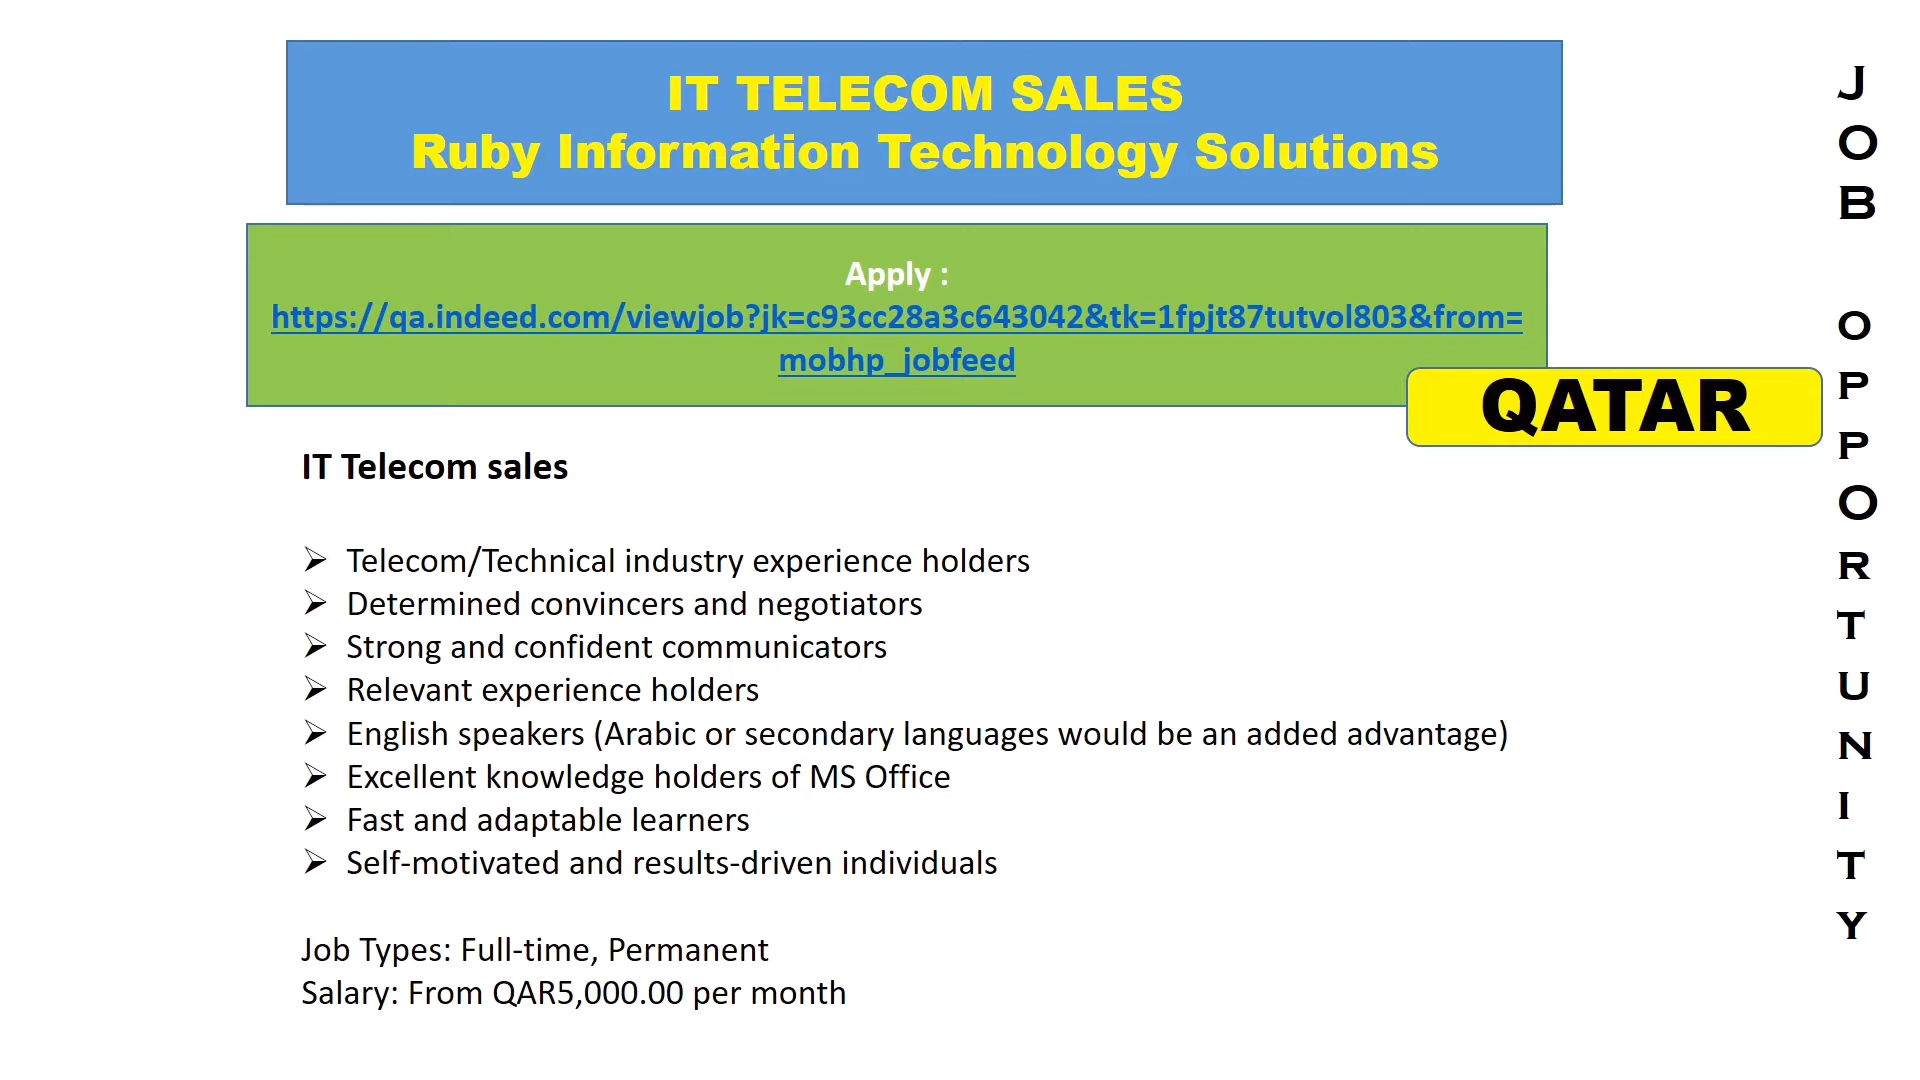 IT TELECOM SALES
Ruby Information Technology Solutions
Apply :
https://qa.indeed.com/viewjob?jk=c93cc28a3c643042&tk=1fpjt87tutvol803&from=
mobhp_jobfeed
QATAR
IT Telecom sales
Telecom/Technical industry experience holders
Determined convincers and negotiators
Strong and confident communicators
Relevant experience holders
English speakers (Arabic or secondary languages would be an added advantage)
Excellent knowledge holders of MS Office
Fast and adaptable learners
Self-motivated and results-driven individuals
Job Types: Full-time, Permanent
Salary: From QAR5,000.00 per month
JOB OPPORTUNITY